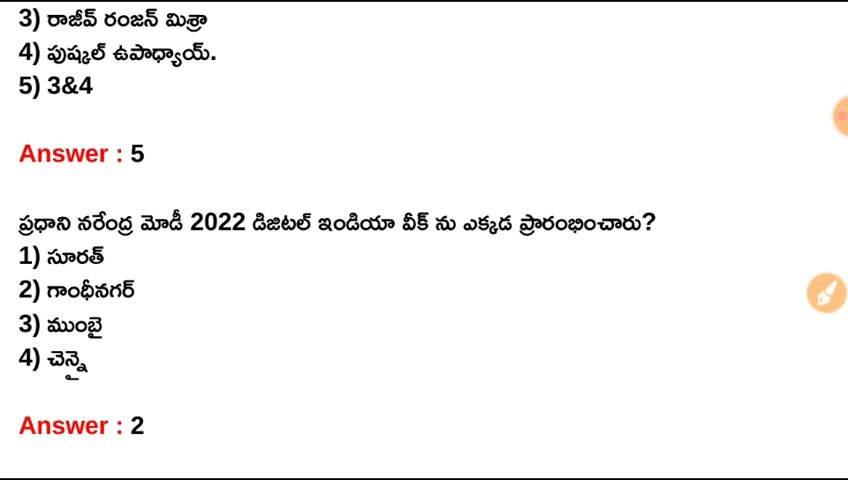 3) రాజీవ్ రంజన్ మిశ్రా
4) పుష్కల్ ఉపాధ్యాయ్.
5) 3&4
Answer : 5
ప్రధాని నరేంద్ర మోడీ 2022 డిజిటల్ ఇండియా వీక్ ను ఎక్కడ ప్రారంభించారు?
1) సూరత్
2) గాంధీనగర్
3) ముంబై
4) చెన్నై
Answer : 2